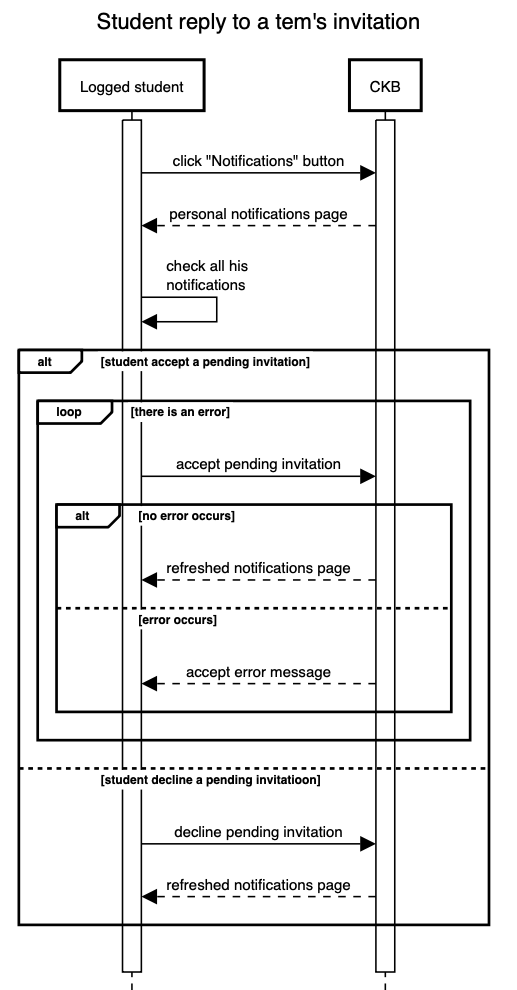 Student reply to a tem's invitation
Logged student
CKB
click "Notifications" button
personal notifications page
check all his
notifications
alt
[student accept a pending invitation]
loop
[there is an error]
accept pending invitation
alt
[no error occurs]
refreshed notifications page
[error occurs]
accept error message
[student decline a pending invitatioon]
decline pending invitation
refreshed notifications page